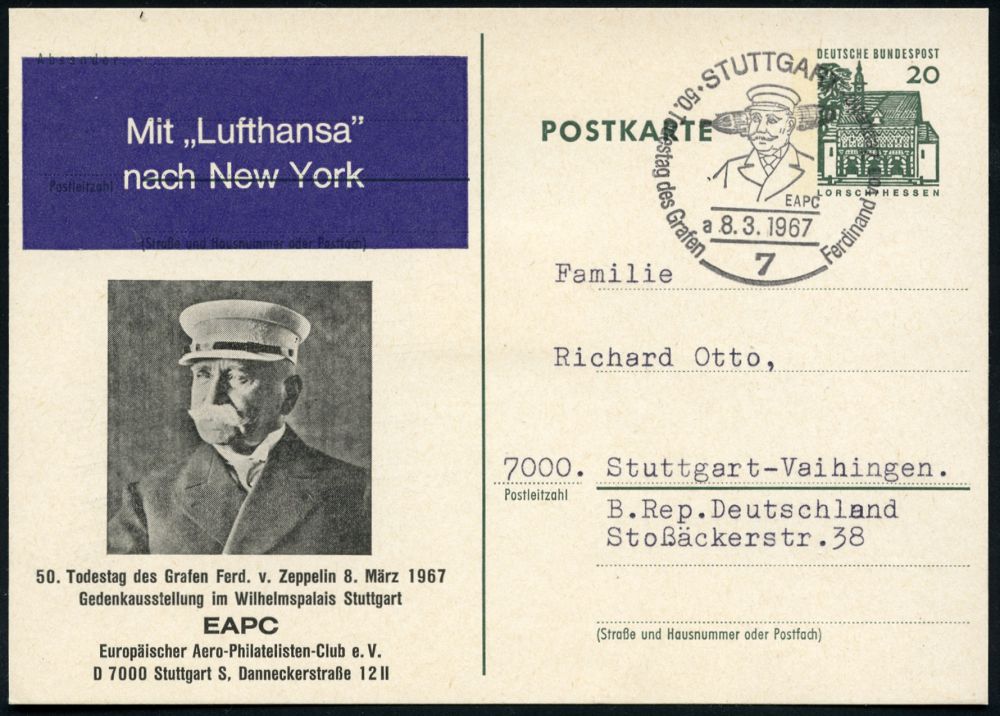 Absender
Mit „Lufthansa”
nach New York
Postleitzahl
(Straße und Hausnummer oder Postfach)
50. Todestag des Grafen Ferd. v. Zeppelin 8. März 1967
Gedenkausstellung im Wilhelmspalais Stuttgart
EAPC
Europäischer Aero-Philatelisten-Club e. V.
D 7000 Stuttgart S, Danneckerstraße 12 II
POSTKARTE
DEUTSCHE BUNDESPOST
20
LORSCH/HESSEN
STUTTGART
50. Todestag des Grafen
Ferdinand von
EAPC
a 8.3.1967
7
Familie
Richard Otto,
7000. Stuttgart-Vaihingen.
Postleitzahl
B.Rep.Deutschland
Stoßäckerstr.38
(Straße und Hausnummer oder Postfach)